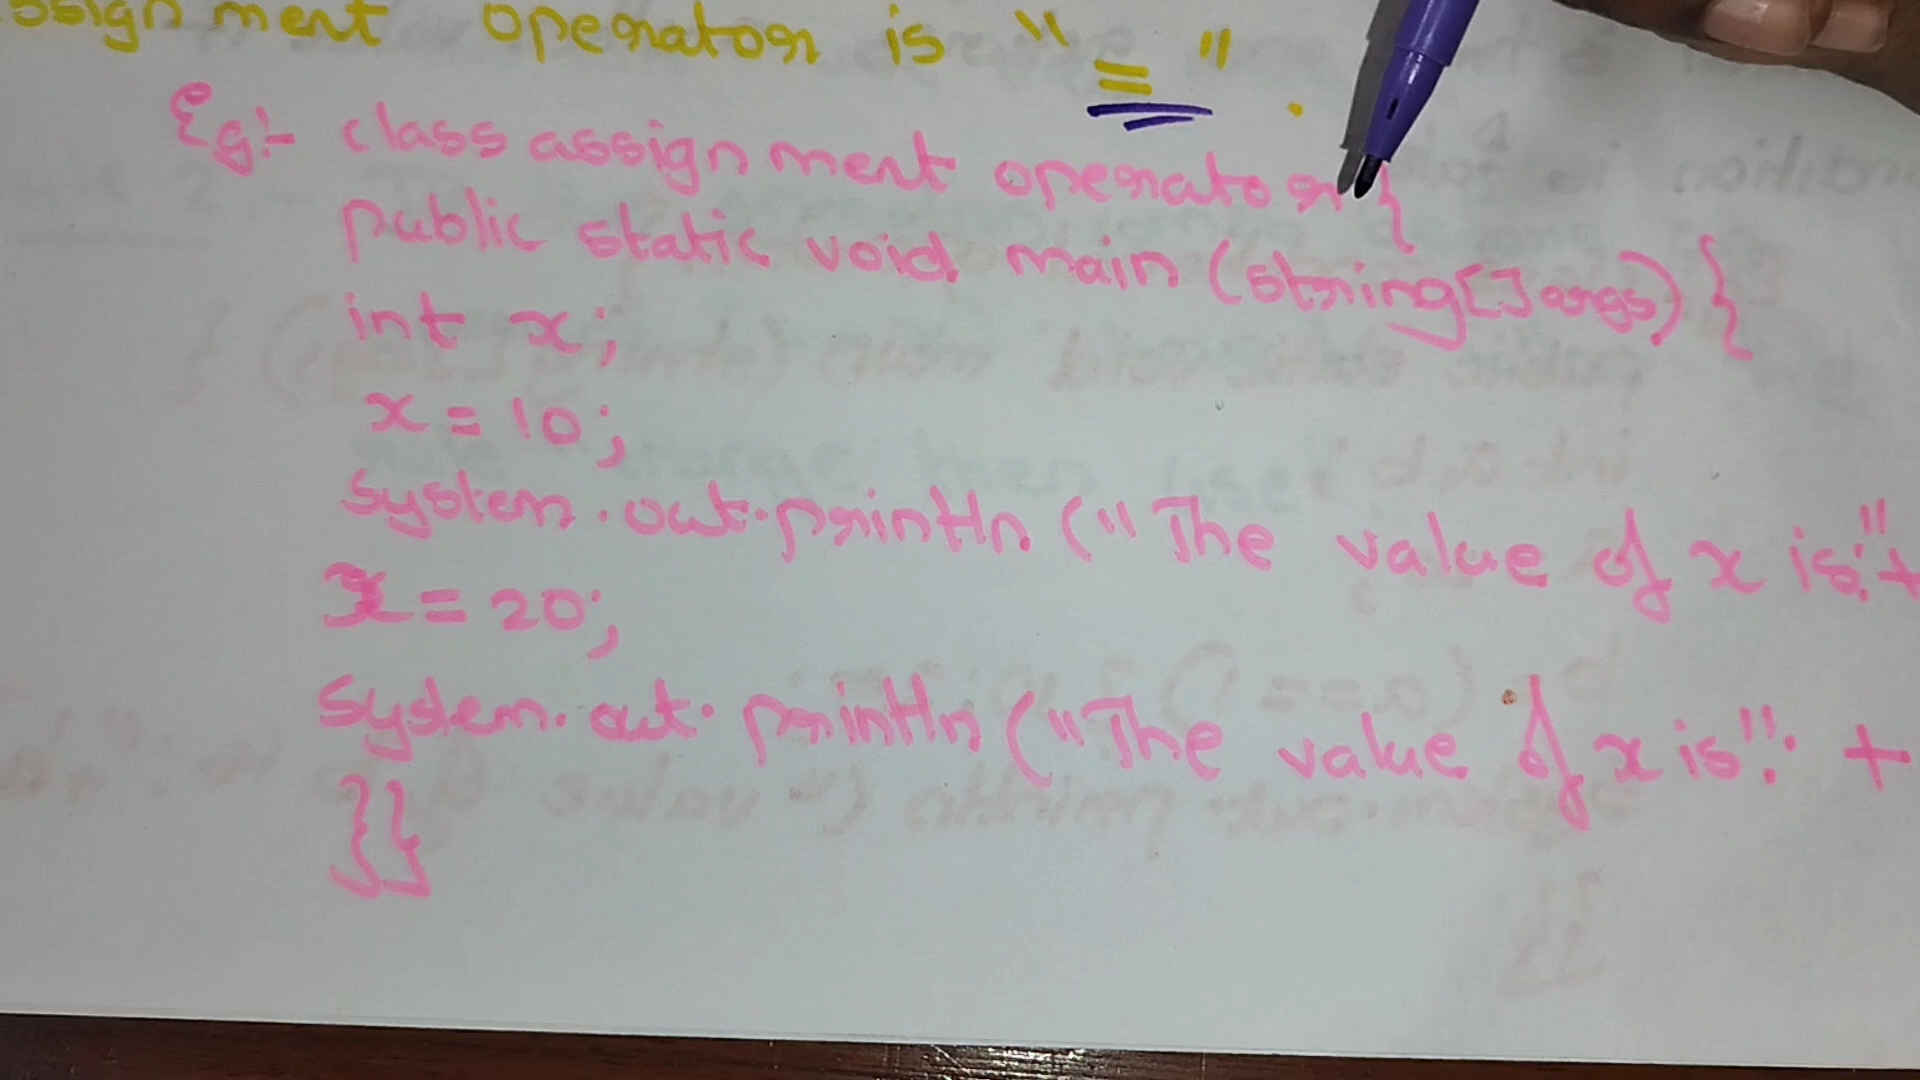 ssignment operator is "=".
Eg:- class assignment operator {
public static void main (string[] args) {
int x;
x = 10;
system.out.println ("The value of x is:"+
x = 20;
system.out.println ("The value of x is": +
}}